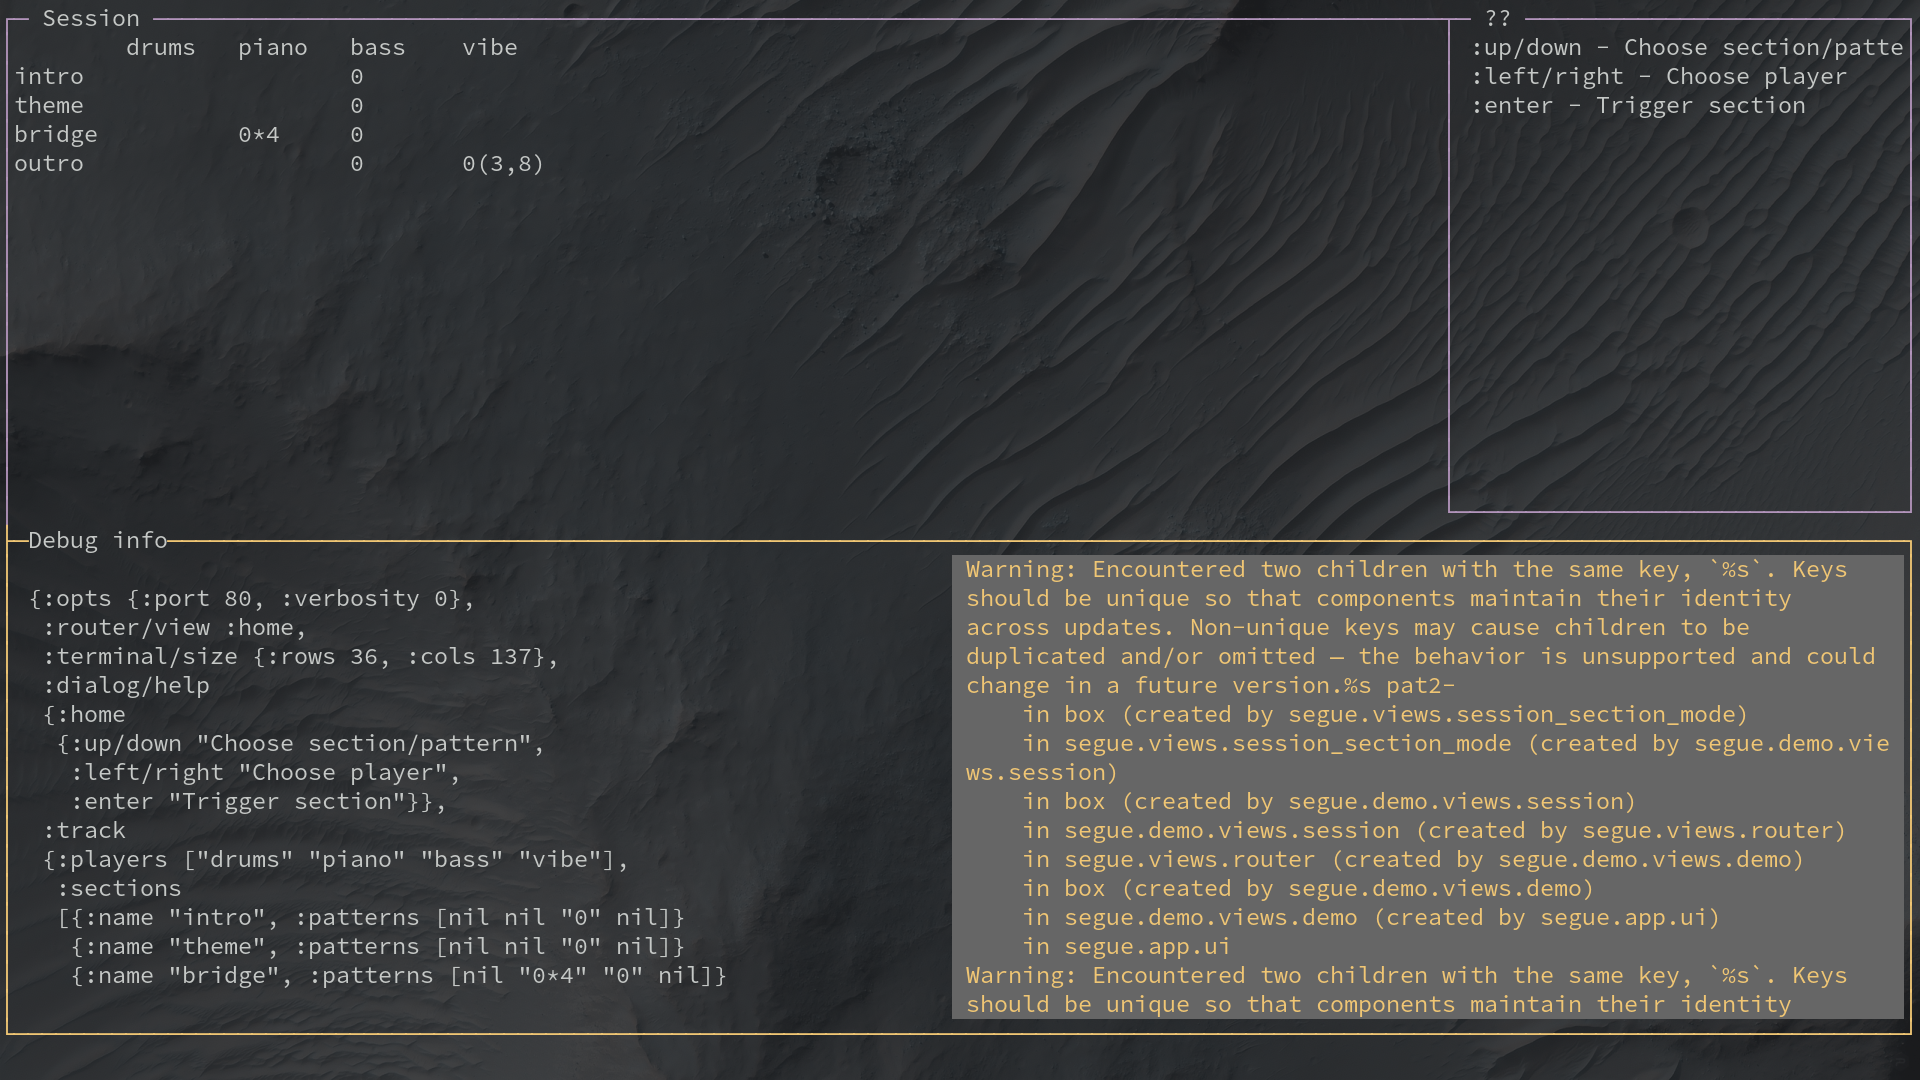 Session
drums piano bass vibe
intro 0
theme 0
bridge 0*4 0
outro 0 0(3,8)
??
:up/down - Choose section/patte
:left/right - Choose player
:enter - Trigger section
Debug info
{:opts {:port 80, :verbosity 0},
:router/view :home,
:terminal/size {:rows 36, :cols 137},
:dialog/help
{:home
{:up/down "Choose section/pattern",
:left/right "Choose player",
:enter "Trigger section"}},
:track
{:players ["drums" "piano" "bass" "vibe"],
:sections
[{:name "intro", :patterns [nil nil "0" nil]}
{:name "theme", :patterns [nil nil "0" nil]}
{:name "bridge", :patterns [nil "0*4" "0" nil]}
Warning: Encountered two children with the same key, `%s`. Keys
should be unique so that components maintain their identity
across updates. Non-unique keys may cause children to be
duplicated and/or omitted — the behavior is unsupported and could
change in a future version.%s pat2-
in box (created by segue.views.session_section_mode)
in segue.views.session_section_mode (created by segue.demo.vie
ws.session)
in box (created by segue.demo.views.session)
in segue.demo.views.session (created by segue.views.router)
in segue.views.router (created by segue.demo.views.demo)
in box (created by segue.demo.views.demo)
in segue.demo.views.demo (created by segue.app.ui)
in segue.app.ui
Warning: Encountered two children with the same key, `%s`. Keys
should be unique so that components maintain their identity